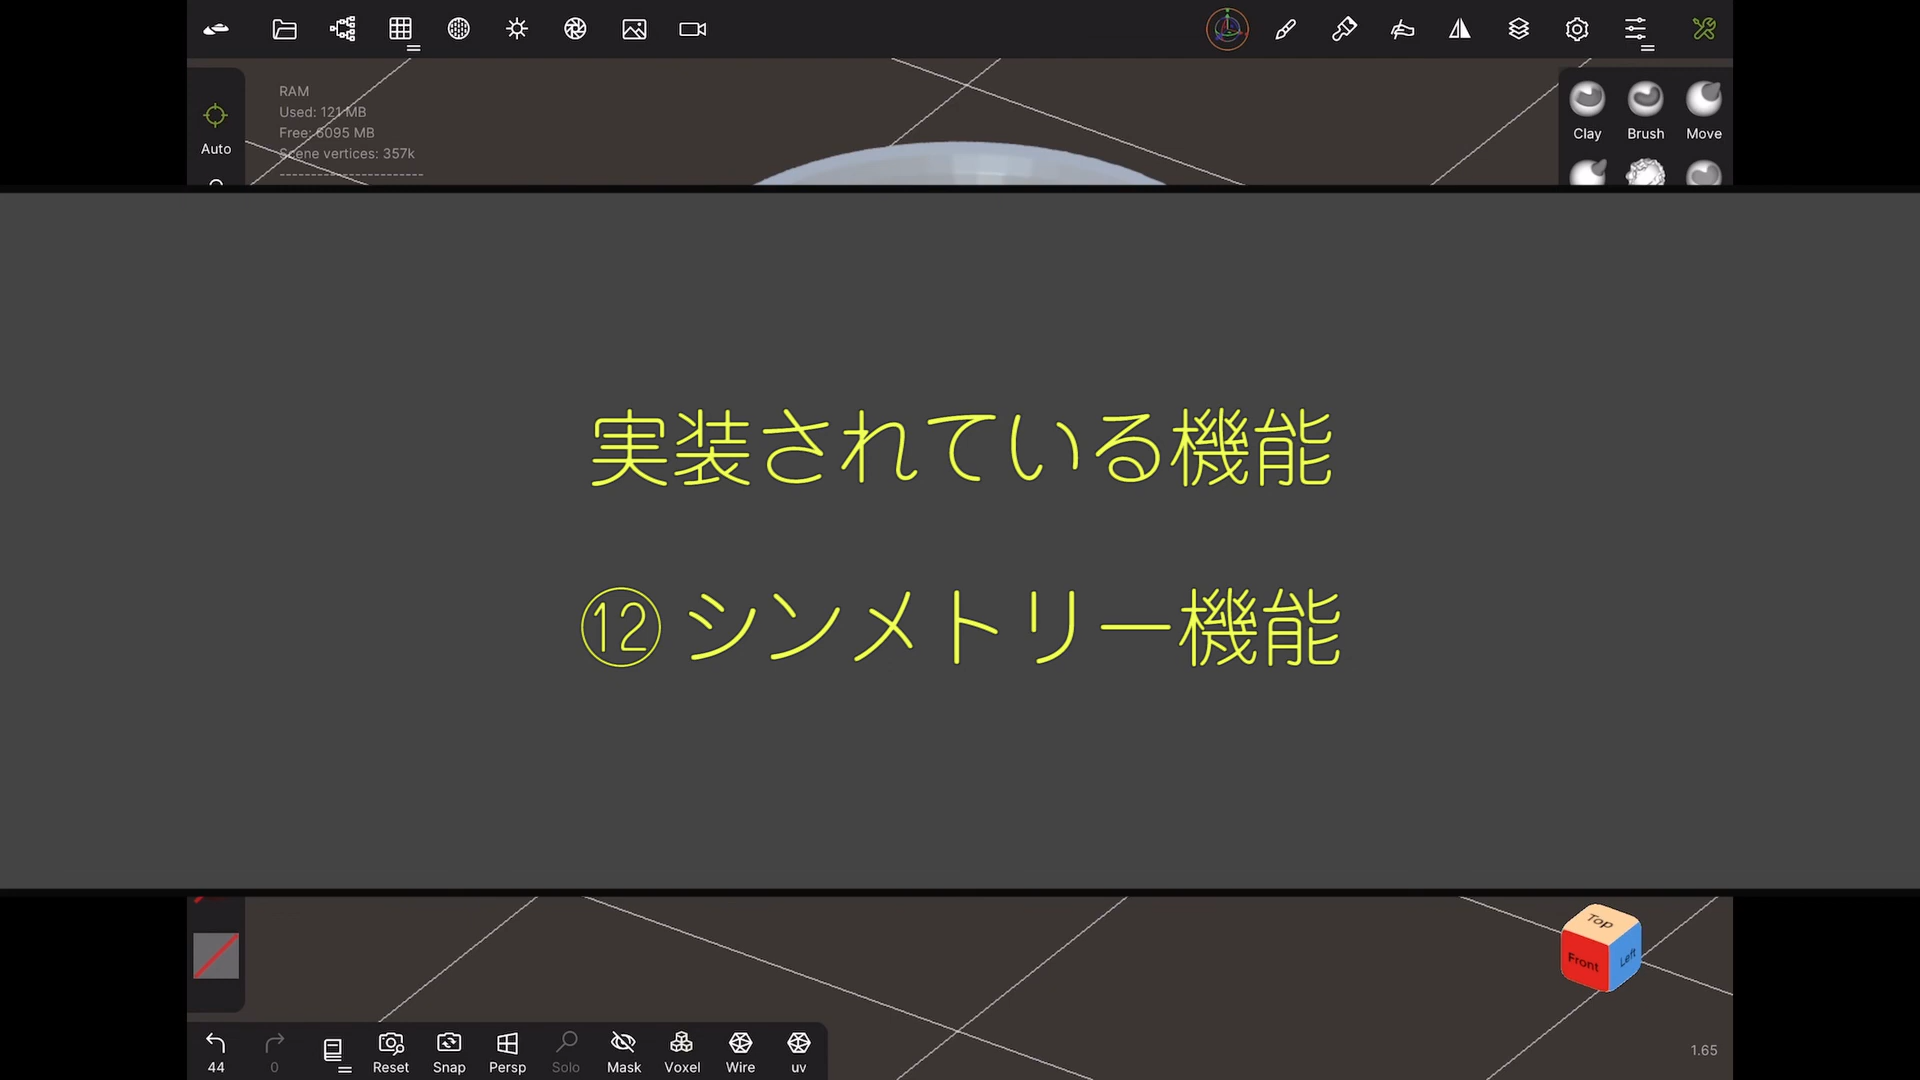 RAM
Used: 121 MB
Free: 6095 MB
Scene vertices: 357k
Auto
Clay Brush Move
実装されている機能
⑫ シンメトリー機能
Top
Front Left
1.65
44 0 Reset Snap Persp Solo Mask Voxel Wire uv